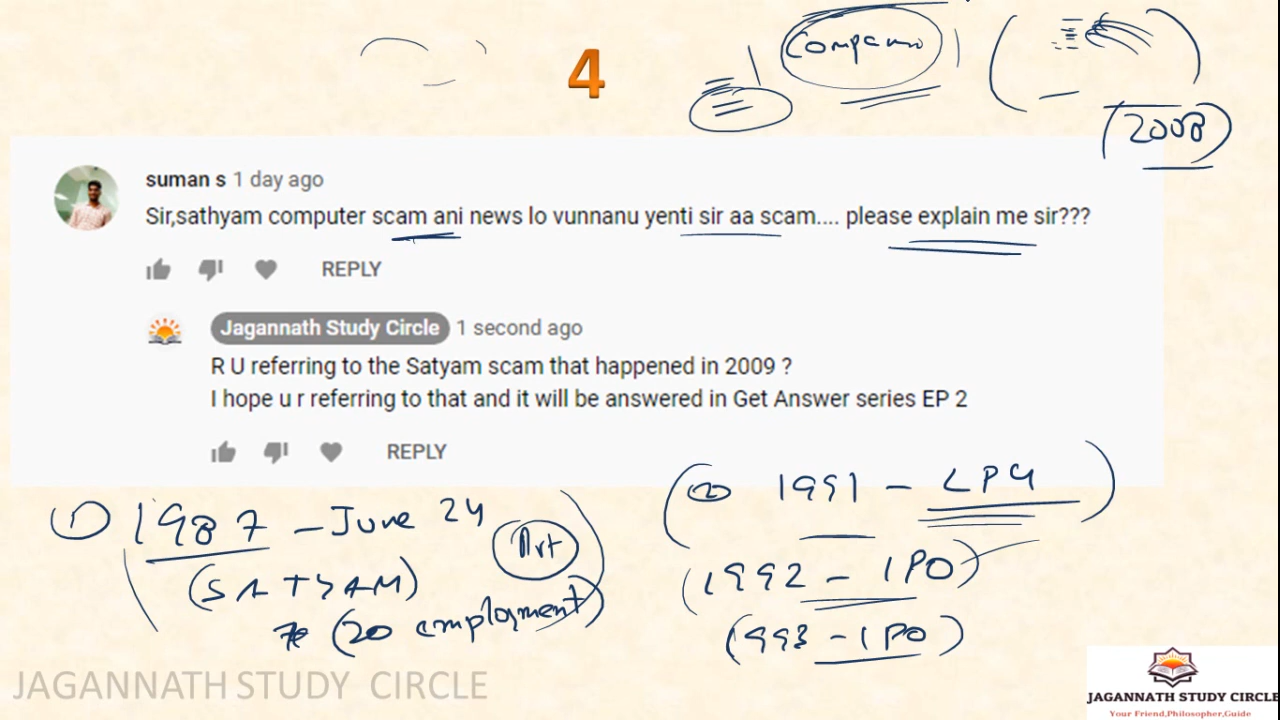 4
Compani
2008
suman s 1 day ago
Sir,sathyam computer scam ani news lo vunnanu yenti sir aa scam.... please explain me sir???
REPLY
Jagannath Study Circle 1 second ago
R U referring to the Satyam scam that happened in 2009 ?
I hope u r referring to that and it will be answered in Get Answer series EP 2
REPLY
① 1987 - June 24
Pvt
(SATYAM)
(20 employment)
② 1991 - LPG
(1992 - IPO)
(1993 - IPO)
JAGANNATH STUDY CIRCLE
JAGANNATH STUDY CIRCLE
Your Friend,Philosopher,Guide